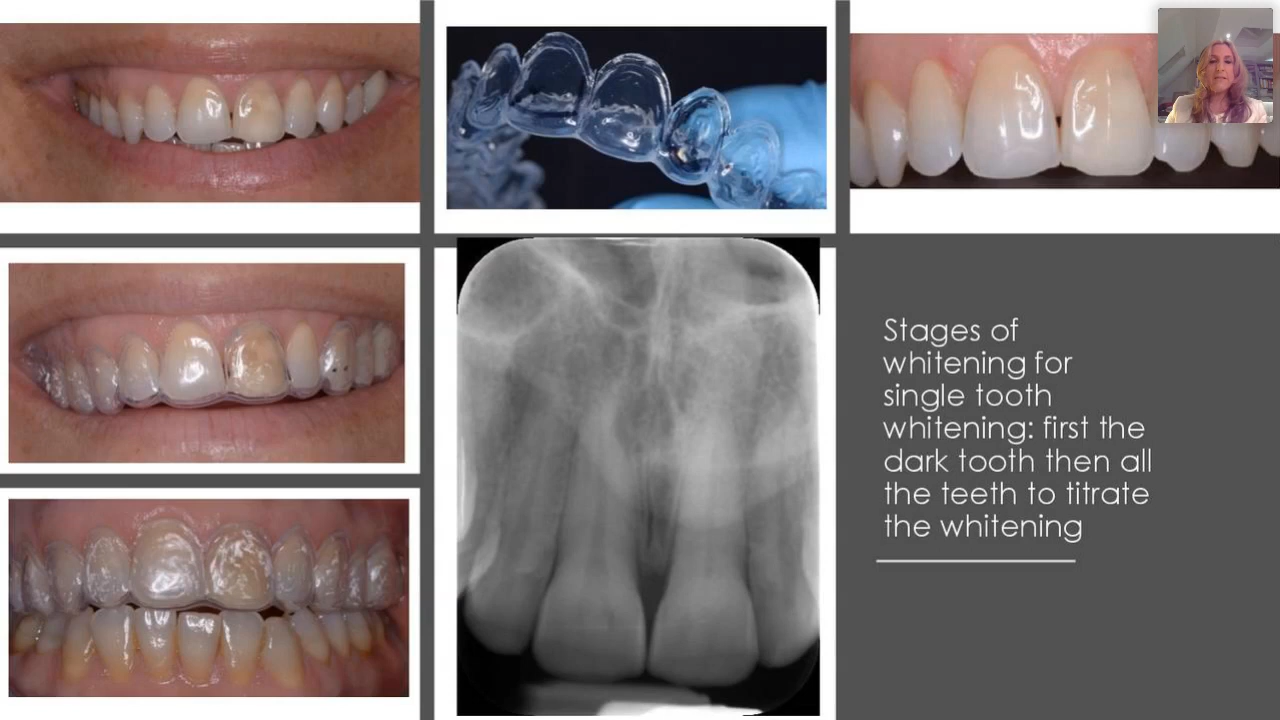 Stages of
whitening for
single tooth
whitening: first the
dark tooth then all
the teeth to titrate
the whitening